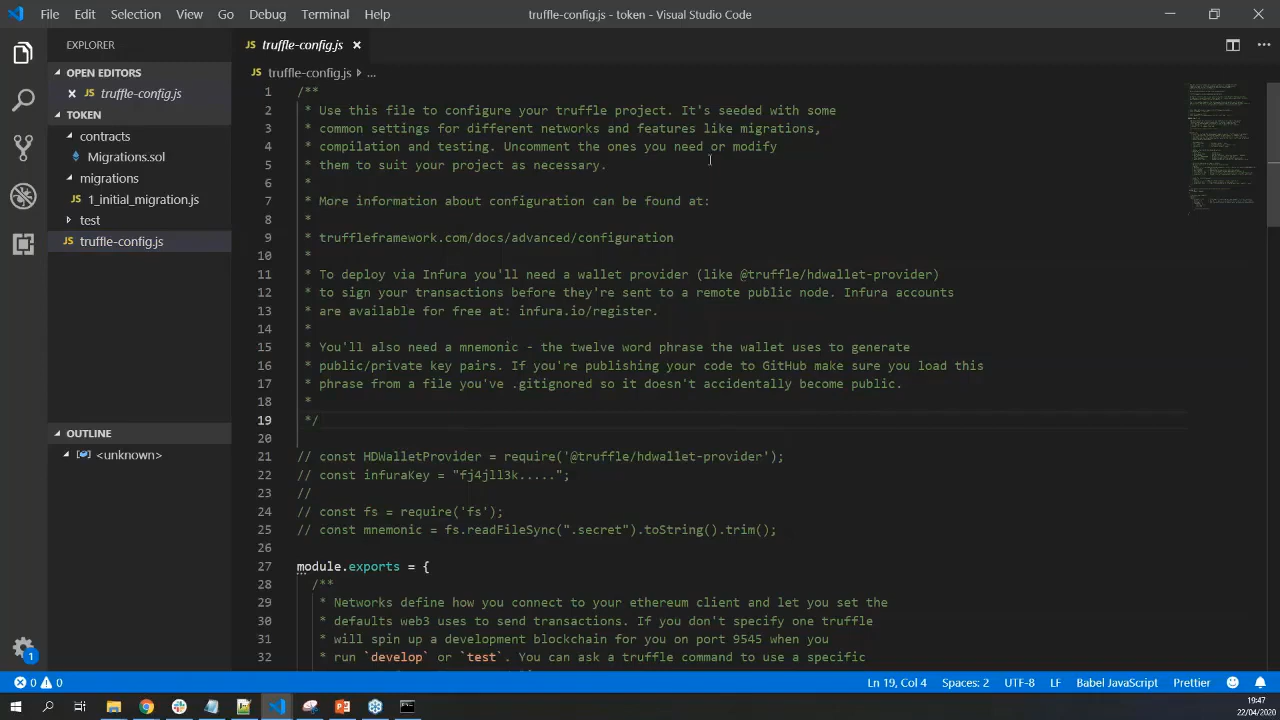 File Edit Selection View Go Debug Terminal Help
truffle-config.js - token - Visual Studio Code
EXPLORER
OPEN EDITORS
JS truffle-config.js
TOKEN
contracts
Migrations.sol
migrations
JS 1_initial_migration.js
test
JS truffle-config.js
OUTLINE
<unknown>
JS truffle-config.js
JS truffle-config.js ...
1 /**
2 * Use this file to configure your truffle project. It's seeded with some
3 * common settings for different networks and features like migrations,
4 * compilation and testing. Uncomment the ones you need or modify
5 * them to suit your project as necessary.
6 *
7 * More information about configuration can be found at:
8 *
9 * truffleframework.com/docs/advanced/configuration
10 *
11 * To deploy via Infura you'll need a wallet provider (like @truffle/hdwallet-provider)
12 * to sign your transactions before they're sent to a remote public node. Infura accounts
13 * are available for free at: infura.io/register.
14 *
15 * You'll also need a mnemonic - the twelve word phrase the wallet uses to generate
16 * public/private key pairs. If you're publishing your code to GitHub make sure you load this
17 * phrase from a file you've .gitignored so it doesn't accidentally become public.
18 *
19 */
20
21 // const HDWalletProvider = require('@truffle/hdwallet-provider');
22 // const infuraKey = "fj4jll3k.....";
23 //
24 // const fs = require('fs');
25 // const mnemonic = fs.readFileSync(".secret").toString().trim();
26
27 module.exports = {
28 /**
29 * Networks define how you connect to your ethereum client and let you set the
30 * defaults web3 uses to send transactions. If you don't specify one truffle
31 * will spin up a development blockchain for you on port 9545 when you
32 * run `develop` or `test`. You can ask a truffle command to use a specific
1
0 0
Ln 19, Col 4 Spaces: 2 UTF-8 LF Babel JavaScript Prettier
19:47
22/04/2020